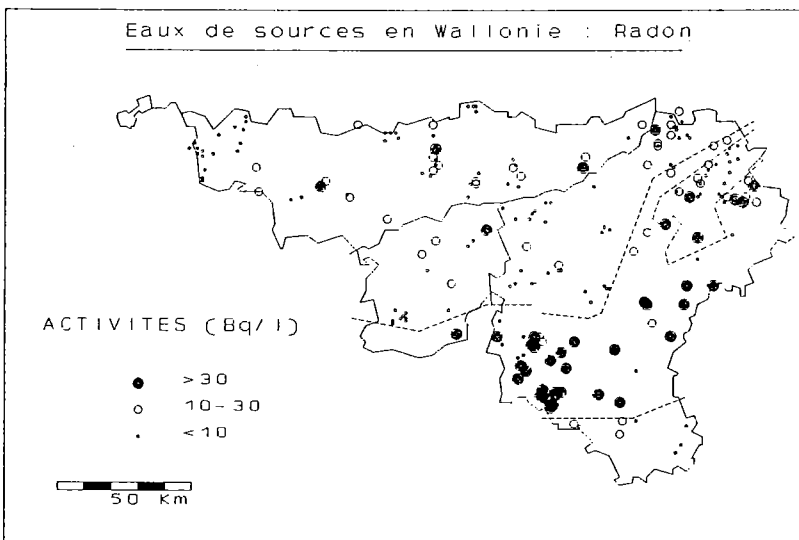 Eaux de sources en Wallonie : Radon
ACTIVITES (Bq/l)
>30
10-30
<10
50 Km